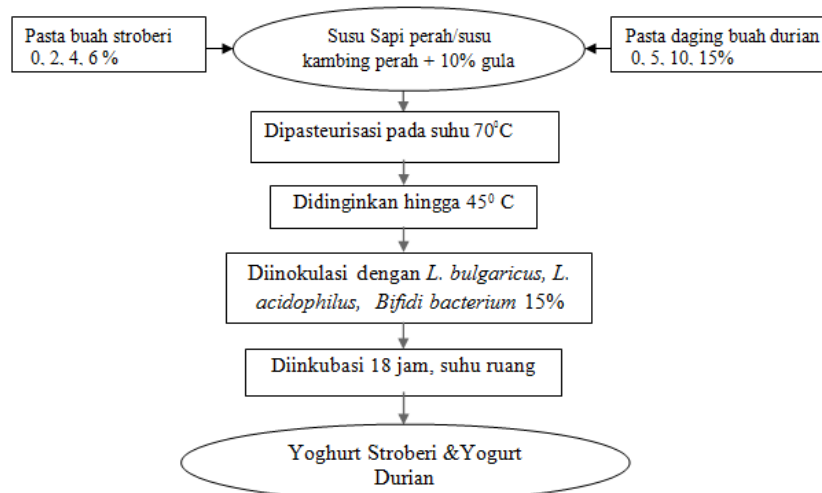 Pasta buah stroberi
0, 2, 4, 6 %
Susu Sapi perah/susu
kambing perah + 10% gula
Pasta daging buah durian
0, 5, 10, 15%
Dipasteurisasi pada suhu 70⁰C
Didinginkan hingga 45⁰ C
Diinokulasi dengan L. bulgaricus, L.
acidophilus, Bifidi bacterium 15%
Diinkubasi 18 jam, suhu ruang
Yoghurt Stroberi &Yogurt
Durian